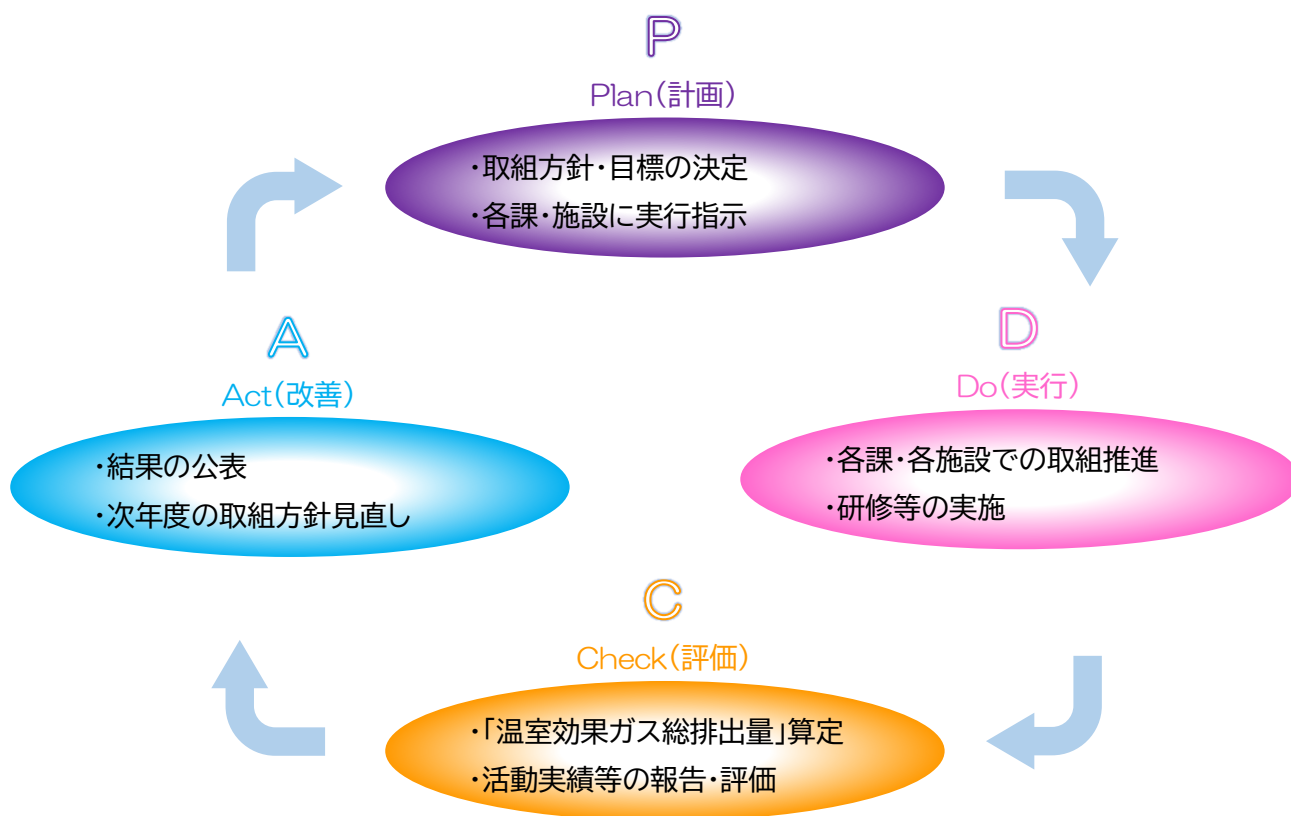 P
Plan(計画)
・取組方針・目標の決定
・各課・施設に実行指示
D
Do(実行)
・各課・各施設での取組推進
・研修等の実施
C
Check(評価)
・「温室効果ガス総排出量」算定
・活動実績等の報告・評価
A
Act(改善)
・結果の公表
・次年度の取組方針見直し